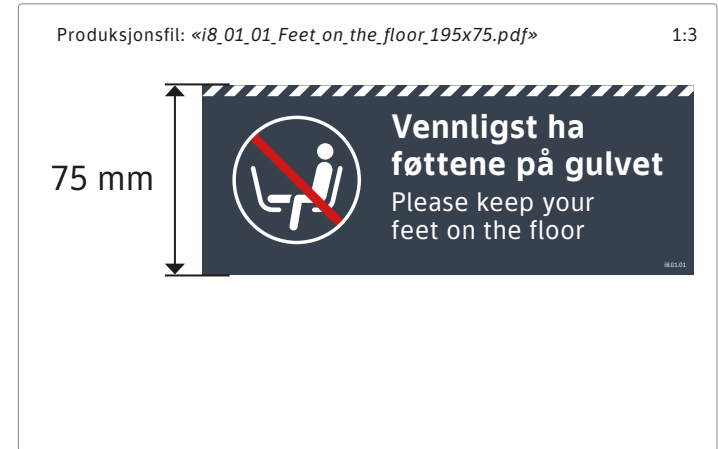 Produksjonsfil: «i8_01_01_Feet_on_the_floor_195x75.pdf» 1:3
75 mm
Vennligst ha
føttene på gulvet
Please keep your
feet on the floor
i8.01.01